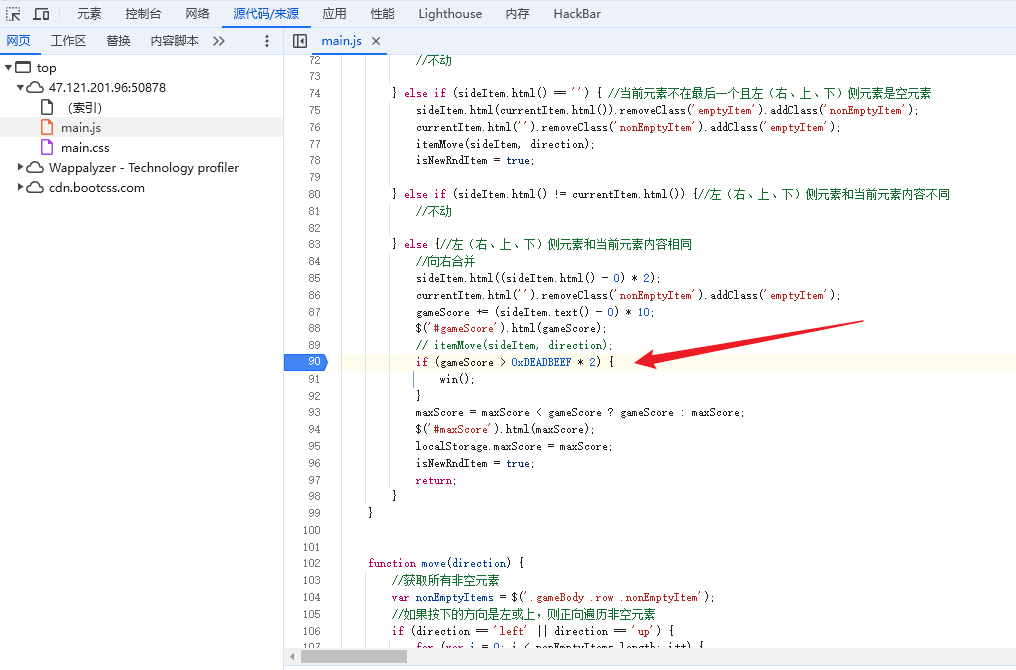 元素 控制台 网络 源代码/来源 应用 性能 Lighthouse 内存 HackBar
网页 工作区 替换 内容脚本 main.js ×
top
47.121.201.96:50878
（索引）
main.js
main.css
Wappalyzer - Technology profiler
cdn.bootcss.com
72 //不动
73
74 } else if (sideItem.html() == '') { //当前元素不在最后一个且左（右、上、下）侧元素是空元素
75 sideItem.html(currentItem.html()).removeClass('emptyItem').addClass('nonEmptyItem');
76 currentItem.html('').removeClass('nonEmptyItem').addClass('emptyItem');
77 itemMove(sideItem, direction);
78 isNewRndItem = true;
79
80 } else if (sideItem.html() != currentItem.html()) {//左（右、上、下）侧元素和当前元素内容不同
81 //不动
82
83 } else {//左（右、上、下）侧元素和当前元素内容相同
84 //向右合并
85 sideItem.html((sideItem.html() - 0) * 2);
86 currentItem.html('').removeClass('nonEmptyItem').addClass('emptyItem');
87 gameScore += (sideItem.text() - 0) * 10;
88 $('#gameScore').html(gameScore);
89 // itemMove(sideItem, direction);
90 if (gameScore > 0xDEADBEEF * 2) {
91 win();
92 }
93 maxScore = maxScore < gameScore ? gameScore : maxScore;
94 $('#maxScore').html(maxScore);
95 localStorage.maxScore = maxScore;
96 isNewRndItem = true;
97 return;
98 }
99 }
100
101
102 function move(direction) {
103 //获取所有非空元素
104 var nonEmptyItems = $('.gameBody .row .nonEmptyItem');
105 //如果按下的方向是左或上，则正向遍历非空元素
106 if (direction == 'left' || direction == 'up') {
107 for (var i = 0; i < nonEmptyItems.length; i++) {